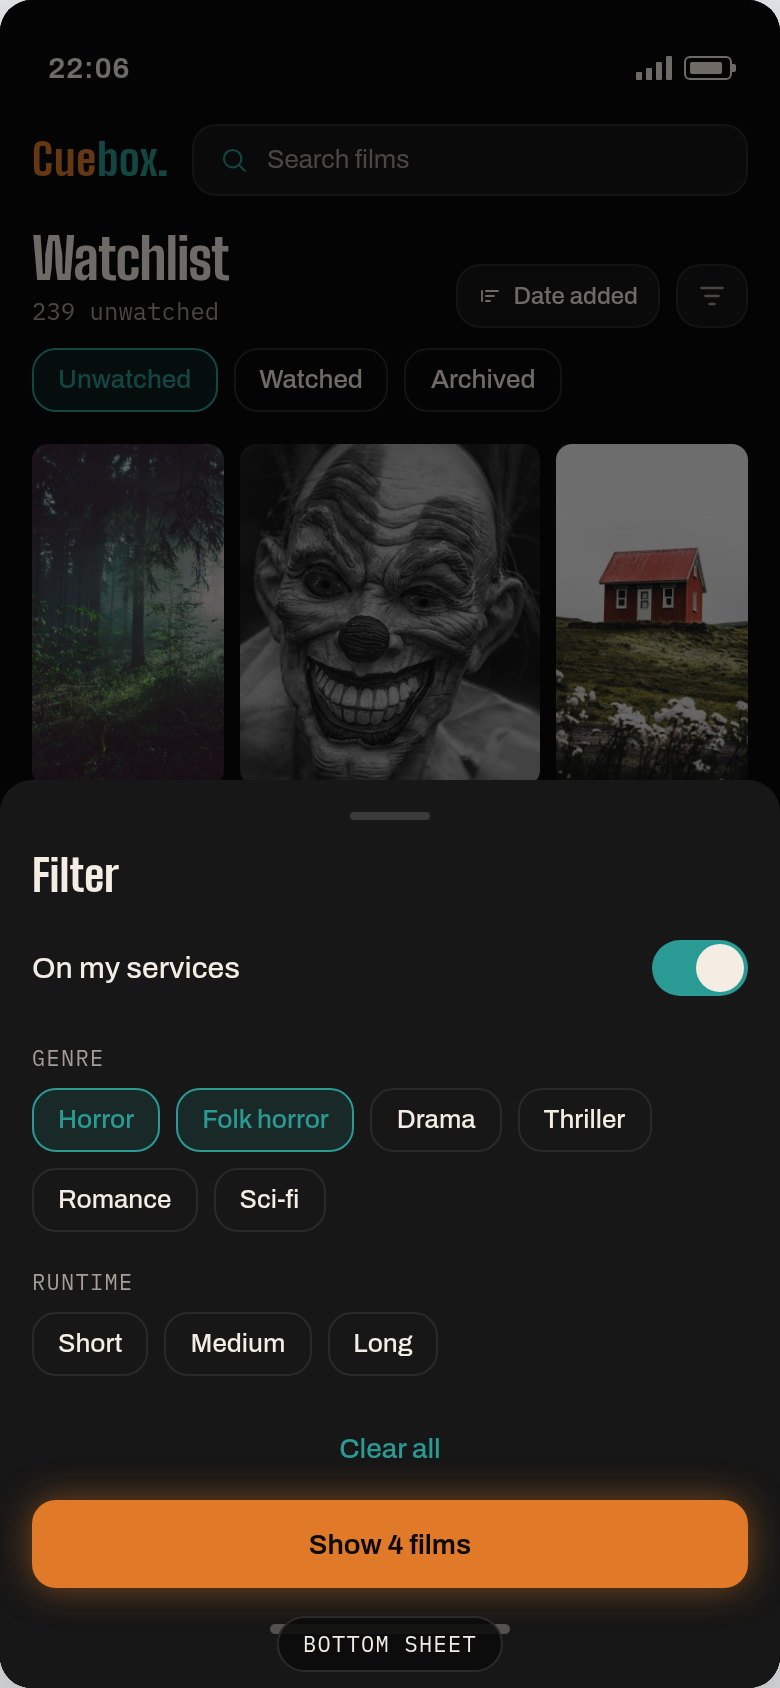 22:06
Cuebox.
Search films
Watchlist
239 unwatched
Date added
Unwatched
Watched
Archived
Filter
On my services
GENRE
Horror
Folk horror
Drama
Thriller
Romance
Sci-fi
RUNTIME
Short
Medium
Long
Clear all
Show 4 films
BOTTOM SHEET